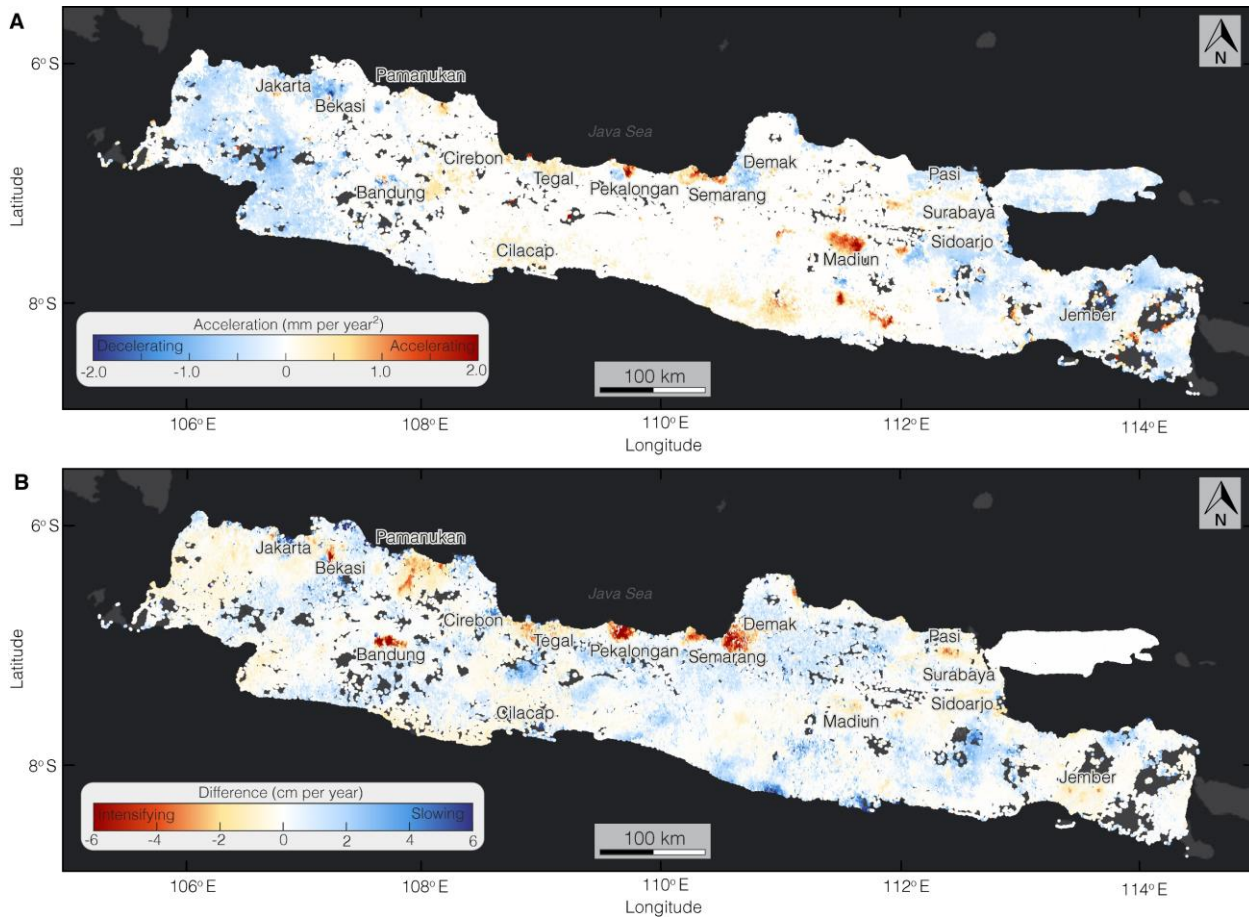 A
6°S
8°S
Latitude
Jakarta
Bekasi
Pamanukan
Cirebon
Bandung
Java Sea
Tegal
Pekalongan
Semarang
Demak
Cilacap
Pasi
Surabaya
Sidoarjo
Madiun
Jember
N
Acceleration (mm per year²)
Decelerating
Accelerating
-2.0
-1.0
0
1.0
2.0
100 km
106°E
108°E
110°E
112°E
114°E
Longitude
B
6°S
8°S
Latitude
Jakarta
Bekasi
Pamanukan
Cirebon
Bandung
Java Sea
Tegal
Pekalongan
Semarang
Demak
Cilacap
Pasi
Surabaya
Sidoarjo
Madiun
Jember
N
Difference (cm per year)
Intensifying
Slowing
-6
-4
-2
0
2
4
6
100 km
106°E
108°E
110°E
112°E
114°E
Longitude